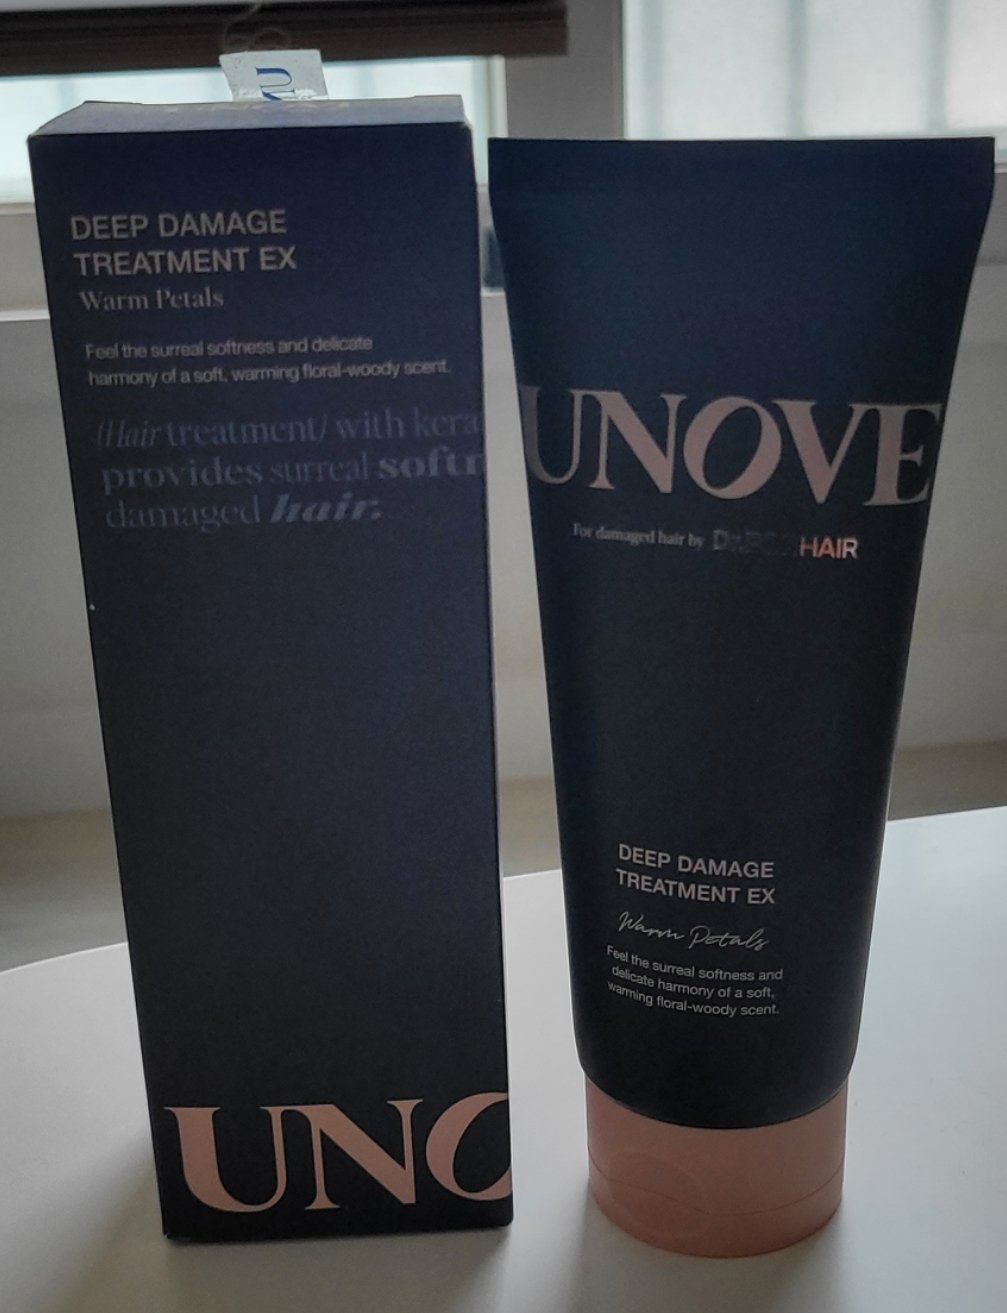 DEEP DAMAGE
TREATMENT EX
Warm Petals
Feel the surreal softness and delicate
harmony of a soft, warming floral-woody scent.
(Hair treatment) with kera
provides surreal softn
damaged hair.
UNO
UNOVE
For damaged hair by HAIR
DEEP DAMAGE
TREATMENT EX
Warm Petals
Feel the surreal softness and
delicate harmony of a soft,
warming floral-woody scent.